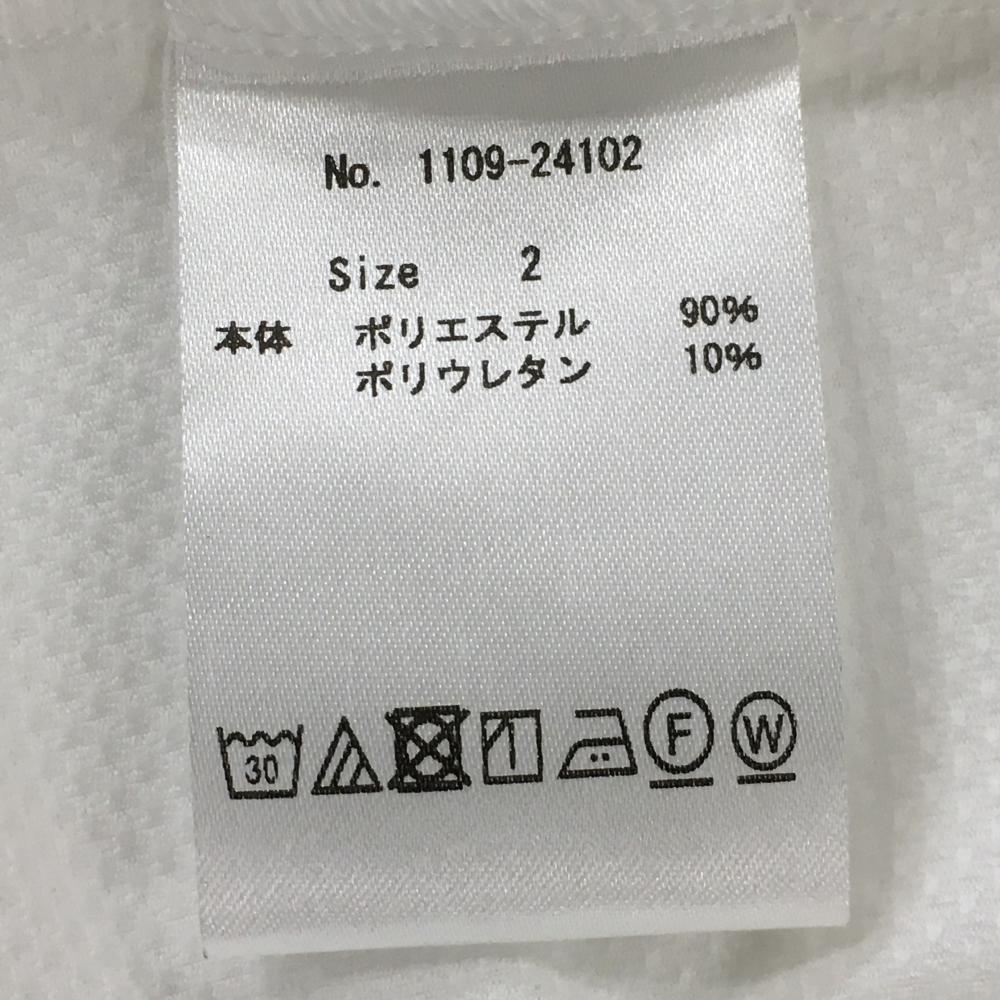 No. 1109-24102
Size 2
本体 ポリエステル 90%
ポリウレタン 10%
30 F W